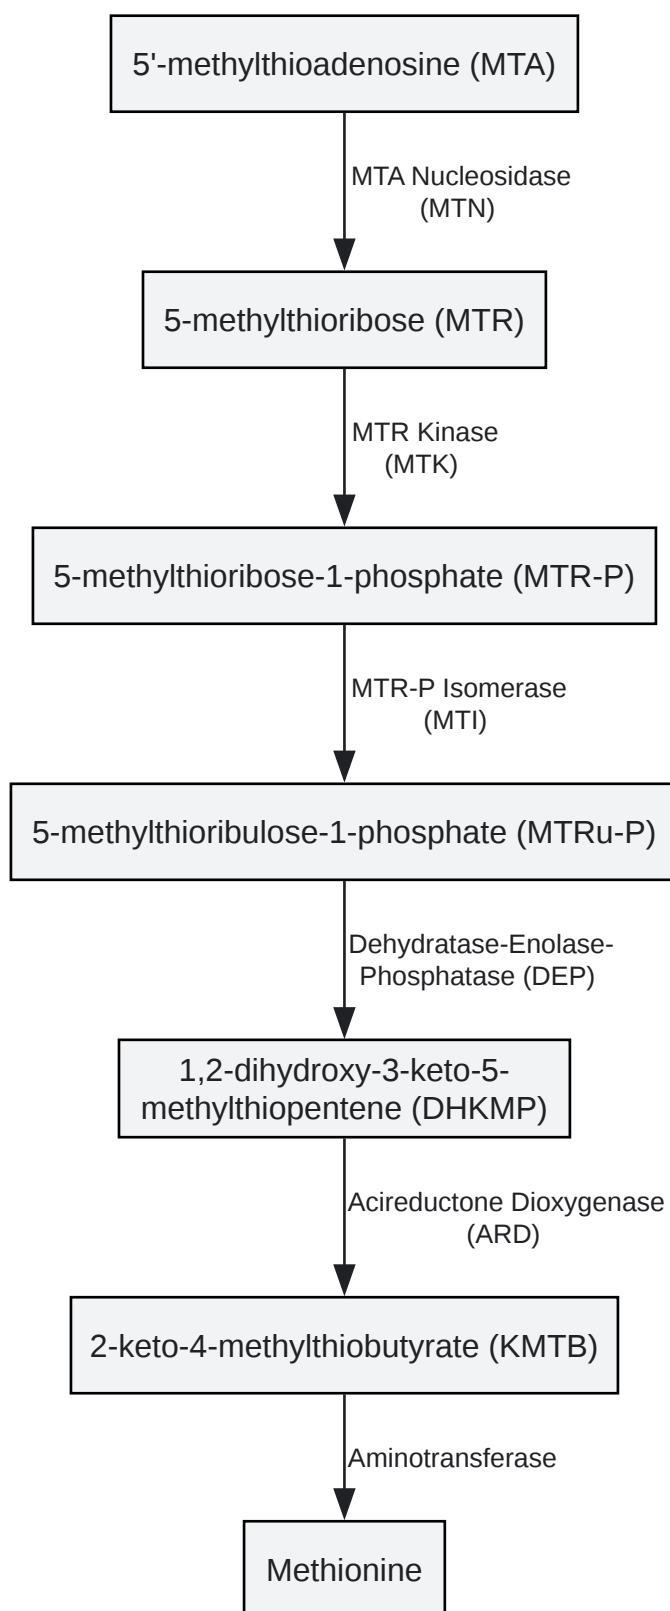 5'-methylthioadenosine (MTA)
MTA Nucleosidase
(MTN)
5-methylthioribose (MTR)
MTR Kinase
(MTK)
5-methylthioribose-1-phosphate (MTR-P)
MTR-P Isomerase
(MTI)
5-methylthioribulose-1-phosphate (MTRu-P)
Dehydratase-Enolase-
Phosphatase (DEP)
1,2-dihydroxy-3-keto-5-
methylthiopentene (DHKMP)
Acireductone Dioxygenase
(ARD)
2-keto-4-methylthiobutyrate (KMTB)
Aminotransferase
Methionine